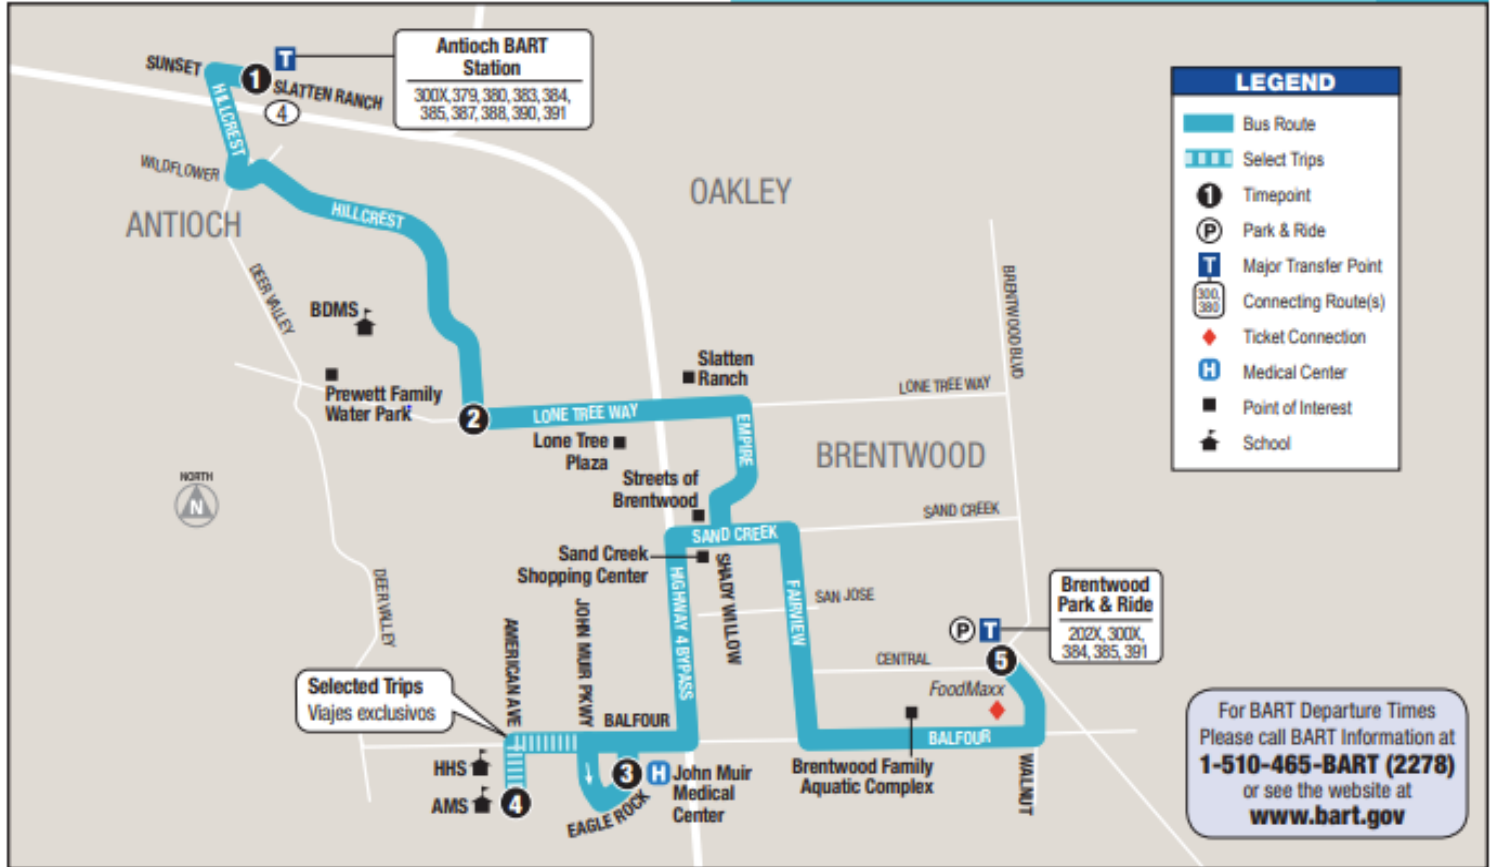 SUNSET
1
T
SLATTEN RANCH
4
Antioch BART
Station
300X, 379, 380, 383, 384,
385, 387, 388, 390, 391
HILLCREST
WILDFLOWER
ANTIOCH
HILLCREST
OAKLEY
DEER VALLEY
BDMS
Prewett Family
Water Park
2
LONE TREE WAY
Slatten
Ranch
LONE TREE WAY
BRENTWOOD BLVD
Lone Tree
Plaza
EMPIRE
BRENTWOOD
Streets of
Brentwood
NORTH
N
SAND CREEK
SAND CREEK
Sand Creek
Shopping Center
SHADY WILLOW
HIGHWAY 4 BYPASS
FAIRVIEW
SAN JOSE
DEER VALLEY
AMERICAN AVE
JOHN MUIR PKWY
CENTRAL
P
T
5
Brentwood
Park & Ride
202X, 300X,
384, 385, 391
FoodMaxx
Selected Trips
Viajes exclusivos
BALFOUR
BALFOUR
HHS
AMS
4
3
H
John Muir
Medical
Center
EAGLE ROCK
Brentwood Family
Aquatic Complex
WALNUT
LEGEND
Bus Route
Select Trips
1
Timepoint
P
Park & Ride
T
Major Transfer Point
300,
380
Connecting Route(s)
Ticket Connection
H
Medical Center
Point of Interest
School
For BART Departure Times
Please call BART Information at
1-510-465-BART (2278)
or see the website at
www.bart.gov